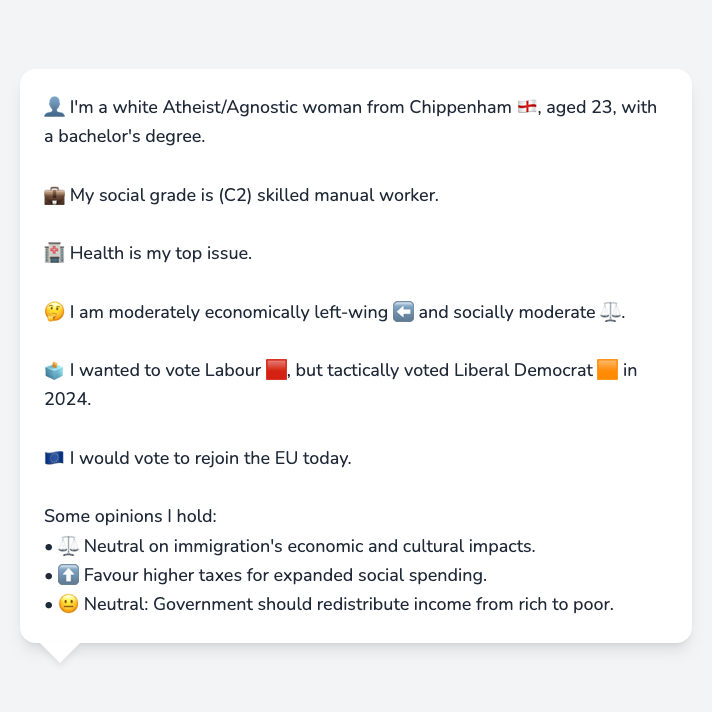 👤 I'm a white Atheist/Agnostic woman from Chippenham 🏴󠁧󠁢󠁥󠁮󠁧󠁿, aged 23, with
a bachelor's degree.
💼 My social grade is (C2) skilled manual worker.
🏥 Health is my top issue.
🤔 I am moderately economically left-wing ⬅️ and socially moderate ⚖️.
🗳️ I wanted to vote Labour 🟥, but tactically voted Liberal Democrat 🟧 in
2024.
🇪🇺 I would vote to rejoin the EU today.
Some opinions I hold:
• ⚖️ Neutral on immigration's economic and cultural impacts.
• ⬆️ Favour higher taxes for expanded social spending.
• 😐 Neutral: Government should redistribute income from rich to poor.